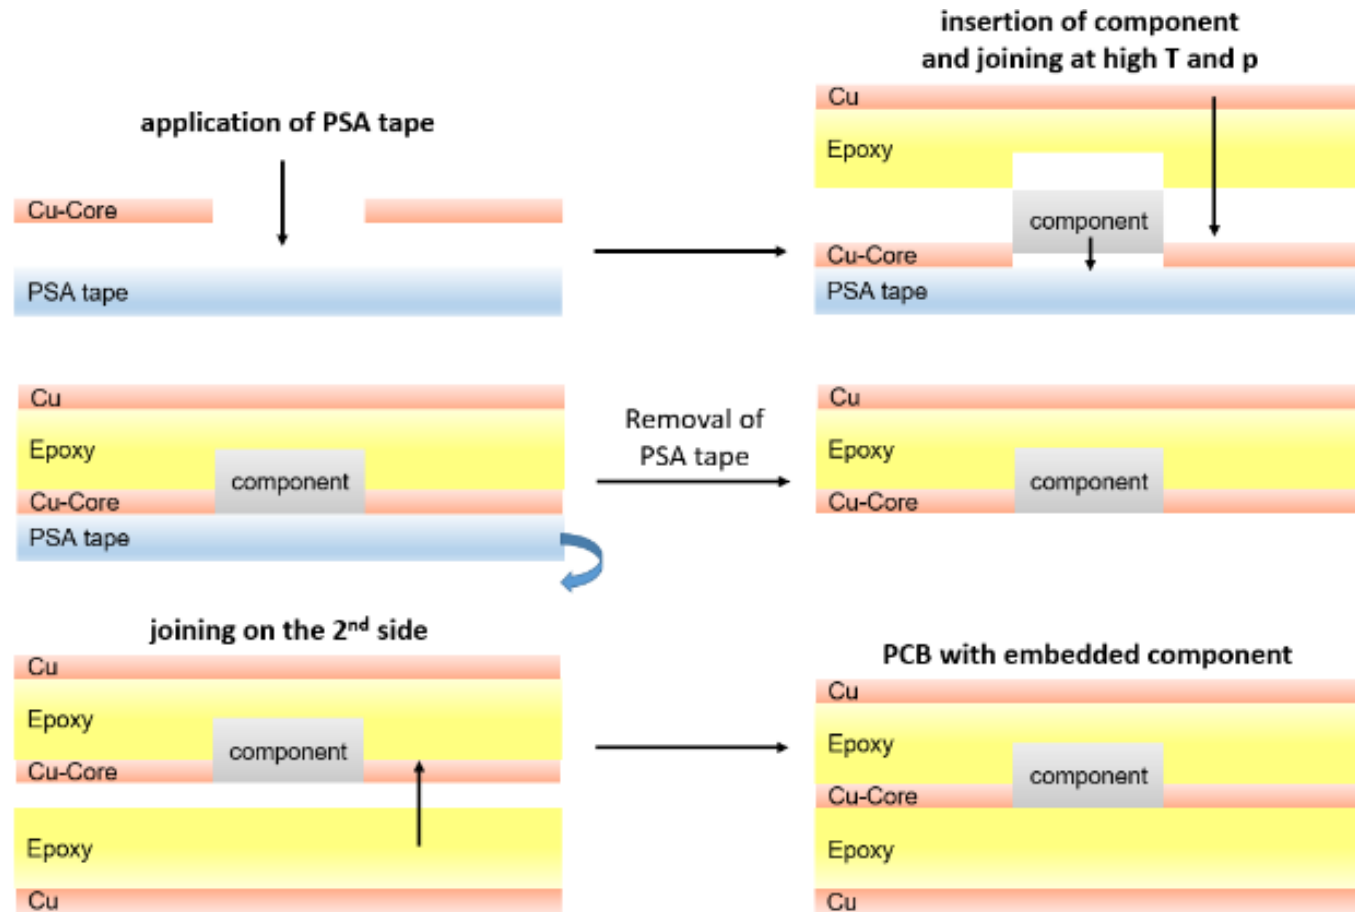 application of PSA tape
Cu-Core
PSA tape
insertion of component
and joining at high T and p
Cu
Epoxy
component
Cu-Core
PSA tape
Cu
Epoxy
component
Cu-Core
PSA tape
Removal of
PSA tape
Cu
Epoxy
component
Cu-Core
joining on the 2nd side
Cu
Epoxy
component
Cu-Core
Epoxy
Cu
PCB with embedded component
Cu
Epoxy
component
Cu-Core
Epoxy
Cu